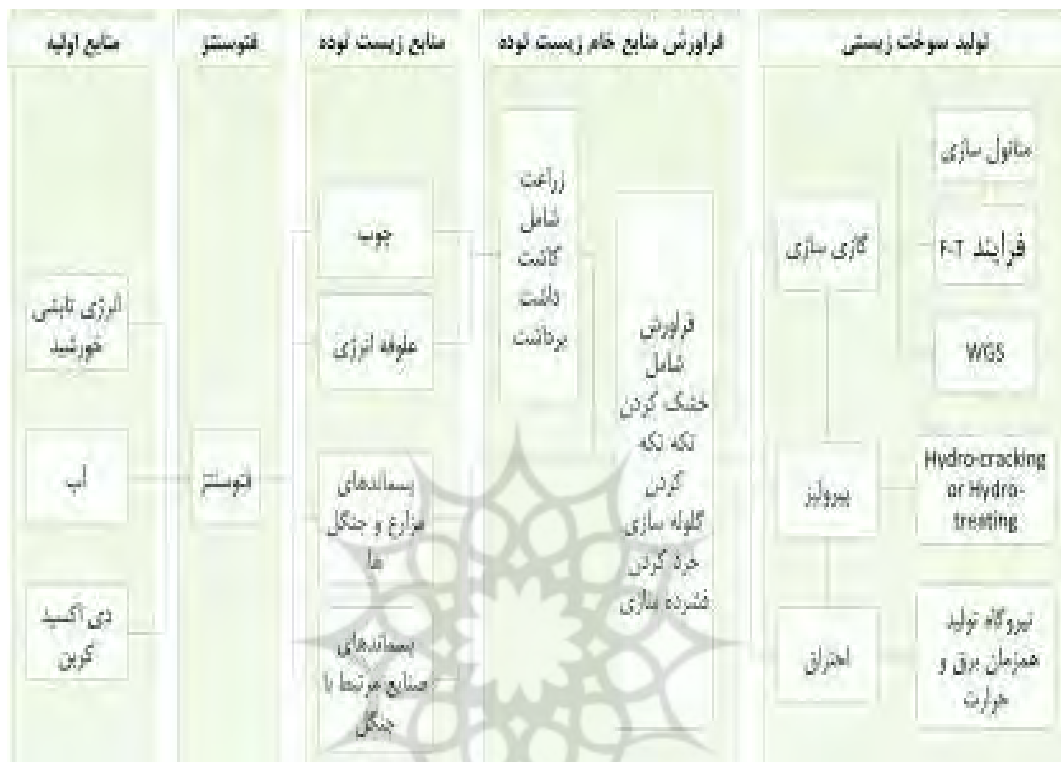 منابع اولیه
فتوسنتز
منابع زیست توده
فراورش منابع خام زیست توده
تولید سوخت زیستی
انرژی تابشی
خورشید
آب
دی اکسید
کربن
فتوسنتز
چوب
علوفه انرژی
پسماندهای
مزارع و جنگل
ها
پسماندهای
صنایع مرتبط با
جنگل
زراعت
شامل
کاشت
داشت
برداشت
فراورش
شامل
خشک کردن
تکه تکه
کردن
گلوله سازی
خرد کردن
فشرده سازی
گازی سازی
پیرولیز
احتراق
متانول سازی
فرایند F-T
WGS
Hydro-cracking
or Hydro-
treating
نیروگاه تولید
همزمان برق و
حرارت